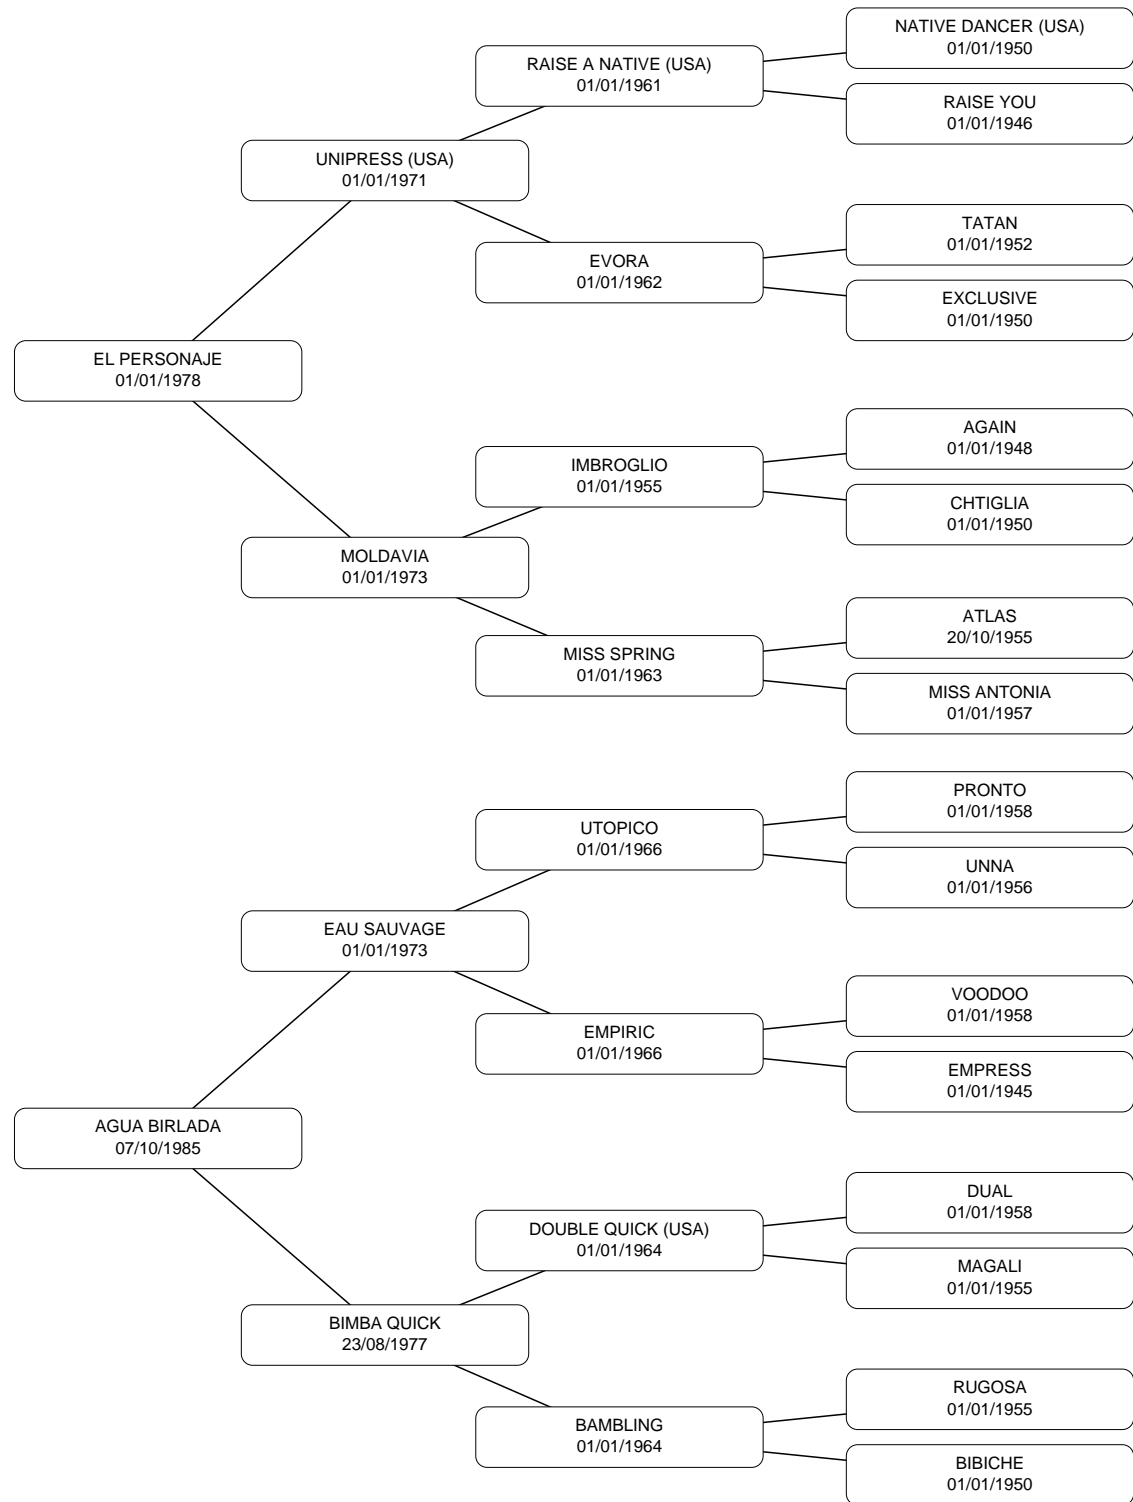 NATIVE DANCER (USA)
01/01/1950
RAISE A NATIVE (USA)
01/01/1961
RAISE YOU
01/01/1946
UNIPRESS (USA)
01/01/1971
TATAN
01/01/1952
EVORA
01/01/1962
EXCLUSIVE
01/01/1950
EL PERSONAJE
01/01/1978
AGAIN
01/01/1948
IMBROGLIO
01/01/1955
CHTIGLIA
01/01/1950
MOLDAVIA
01/01/1973
ATLAS
20/10/1955
MISS SPRING
01/01/1963
MISS ANTONIA
01/01/1957
PRONTO
01/01/1958
UTOPICO
01/01/1966
UNNA
01/01/1956
EAU SAUVAGE
01/01/1973
VOODOO
01/01/1958
EMPIRIC
01/01/1966
EMPRESS
01/01/1945
AGUA BIRLADA
07/10/1985
DUAL
01/01/1958
DOUBLE QUICK (USA)
01/01/1964
MAGALI
01/01/1955
BIMBA QUICK
23/08/1977
RUGOSA
01/01/1955
BAMBLING
01/01/1964
BIBICHE
01/01/1950